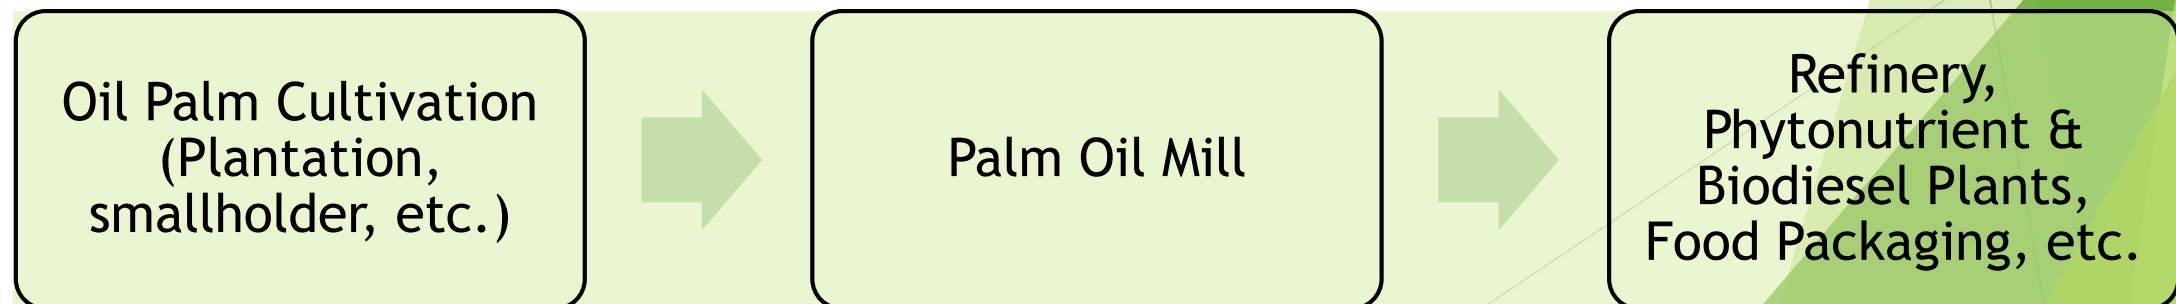 Oil Palm Cultivation
(Plantation,
smallholder, etc.)
Palm Oil Mill
Refinery,
Phytonutrient &
Biodiesel Plants,
Food Packaging, etc.